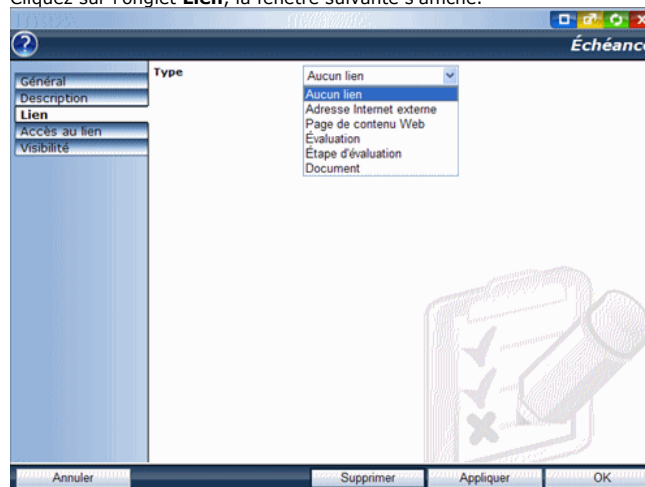 Cliquez sur l'onglet Lien, la fenêtre suivante s'affiche:
?
Échéance
Général
Description
Lien
Accès au lien
Visibilité
Type
Aucun lien
Aucun lien
Adresse Internet externe
Page de contenu Web
Évaluation
Étape d'évaluation
Document
Annuler
Supprimer
Appliquer
OK